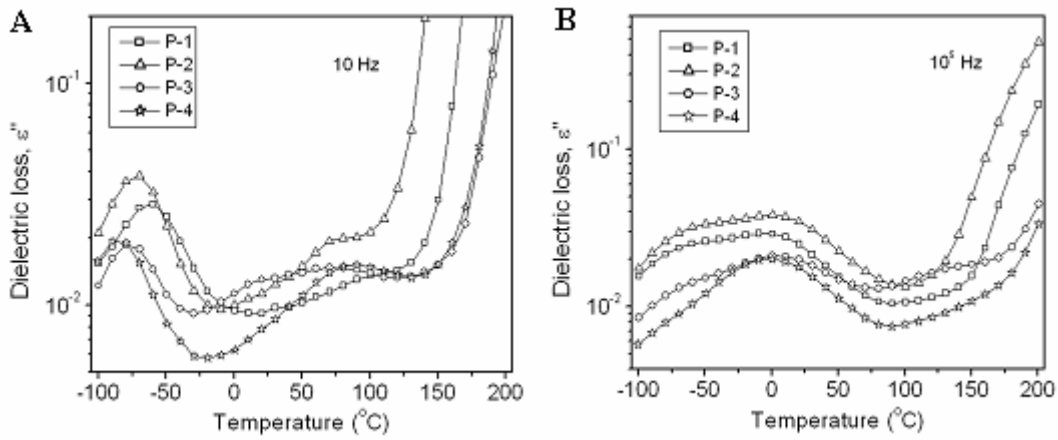 A
P-1
P-2
P-3
P-4
10 Hz
10⁻¹
10⁻²
Dielectric loss, ε"
-100 -50 0 50 100 150 200
Temperature (°C)
B
P-1
P-2
P-3
P-4
10⁵ Hz
10⁻¹
10⁻²
Dielectric loss, ε"
-100 -50 0 50 100 150 200
Temperature (°C)